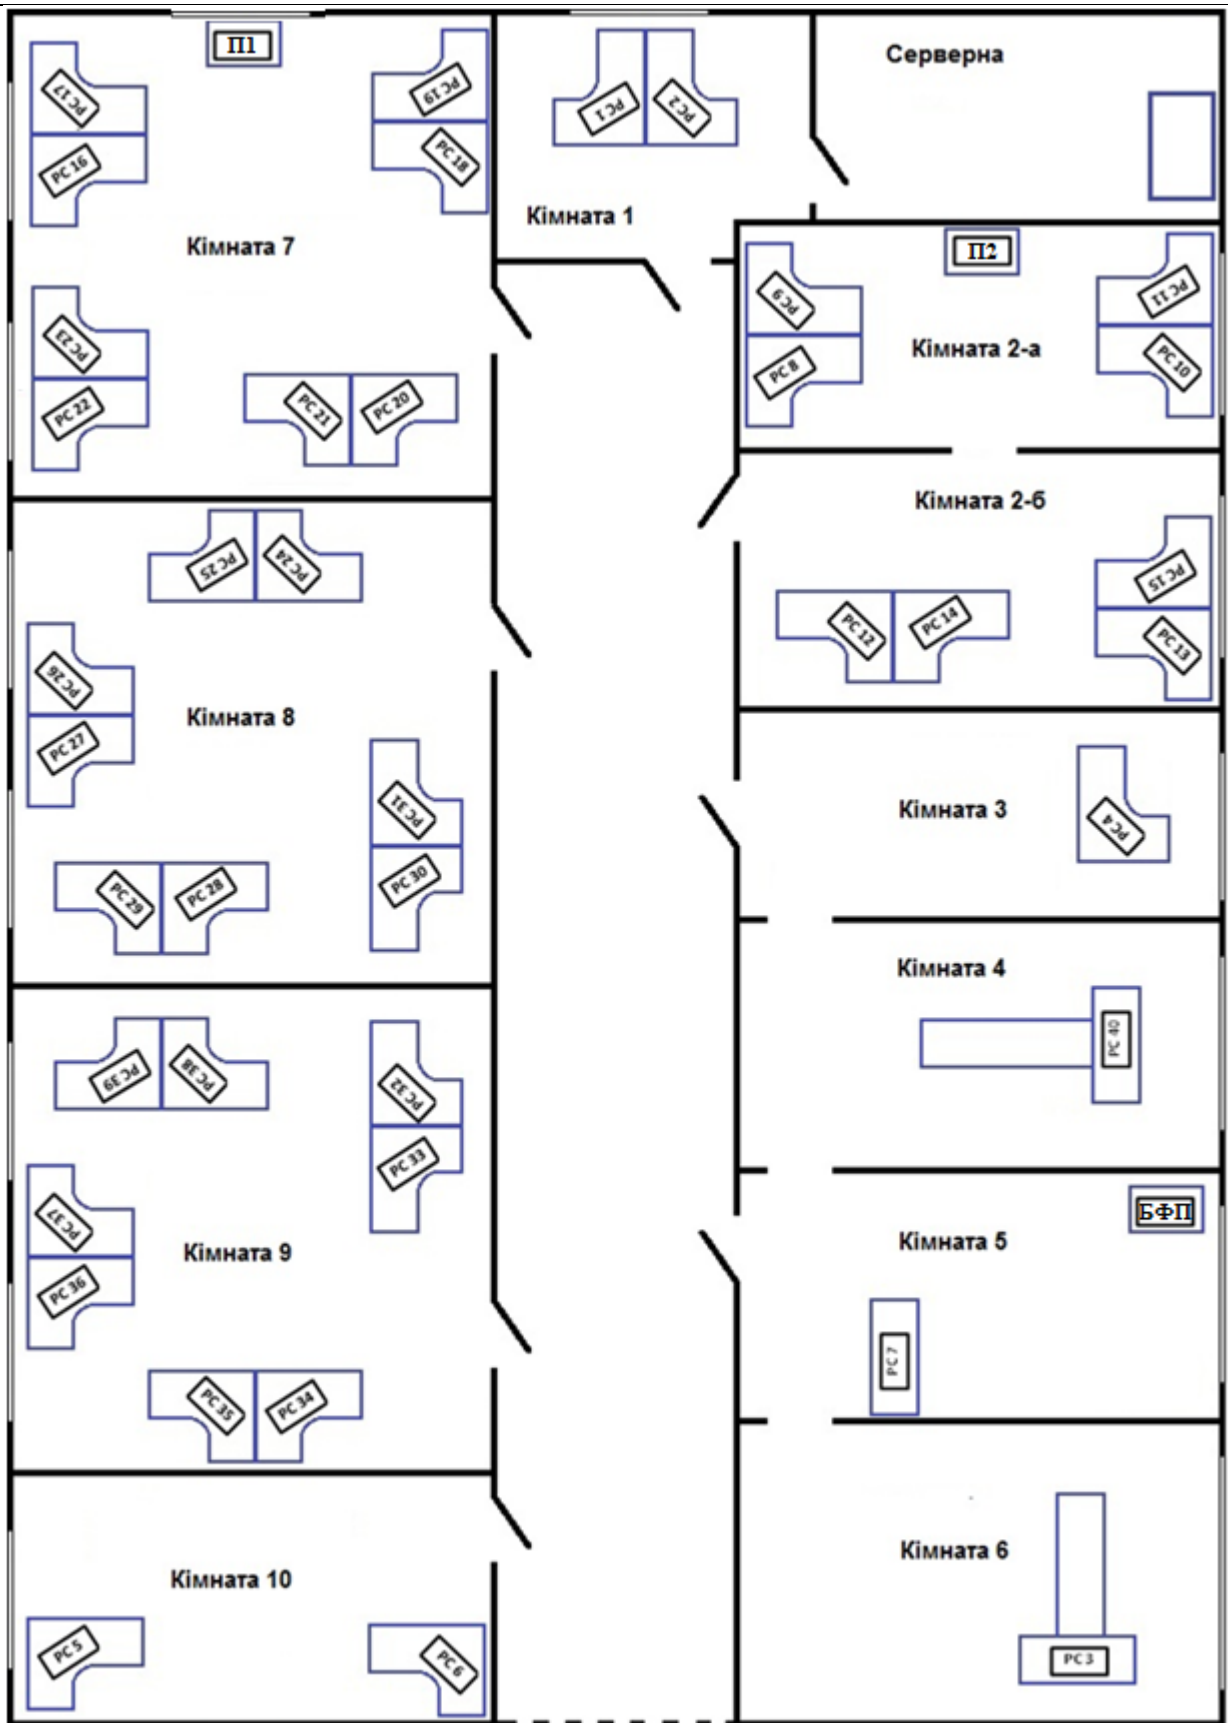 П1
PC 17
PC 16
PC 19
PC 18
Кімната 7
PC 23
PC 22
PC 21
PC 20
PC 1
PC 2
Кімната 1
Серверна
П2
PC 9
PC 8
PC 11
PC 10
Кімната 2-а
Кімната 2-б
PC 12
PC 14
PC 15
PC 13
PC 25
PC 24
PC 26
PC 27
Кімната 8
PC 31
PC 30
PC 29
PC 28
Кімната 3
PC 4
Кімната 4
PC 40
PC 39
PC 38
PC 32
PC 33
PC 37
PC 36
Кімната 9
PC 35
PC 34
БФП
Кімната 5
PC 7
Кімната 10
PC 5
PC 6
Кімната 6
PC 3